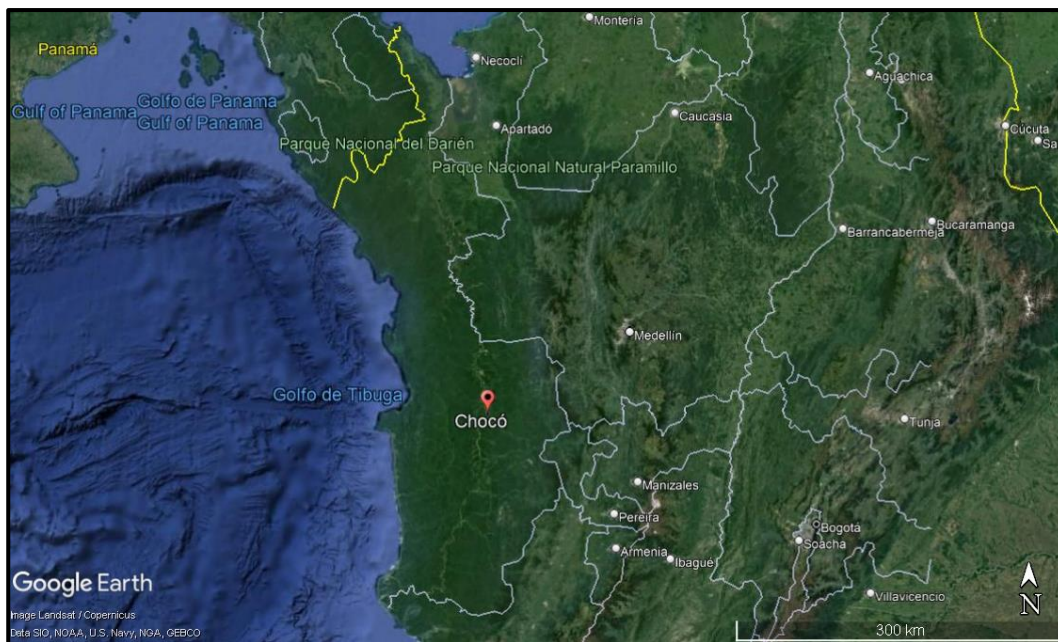 Montería
Panamá
Necoclí
Aguachica
Golfo de Panama
Gulf of Panama
Gulf of Panama
Caucasia
Apartadó
Cúcuta
Sa
Parque Nacional del Darién
Parque Nacional Natural Paramillo
Bucaramanga
Barrancabermeja
Medellín
Golfo de Tibuga
Chocó
Tunja
Manizales
Pereira
Bogotá
Soacha
Armenia
Ibagué
Google Earth
Villavicencio
N
Image Landsat / Copernicus
Data SIO, NOAA, U.S. Navy, NGA, GEBCO
300 km